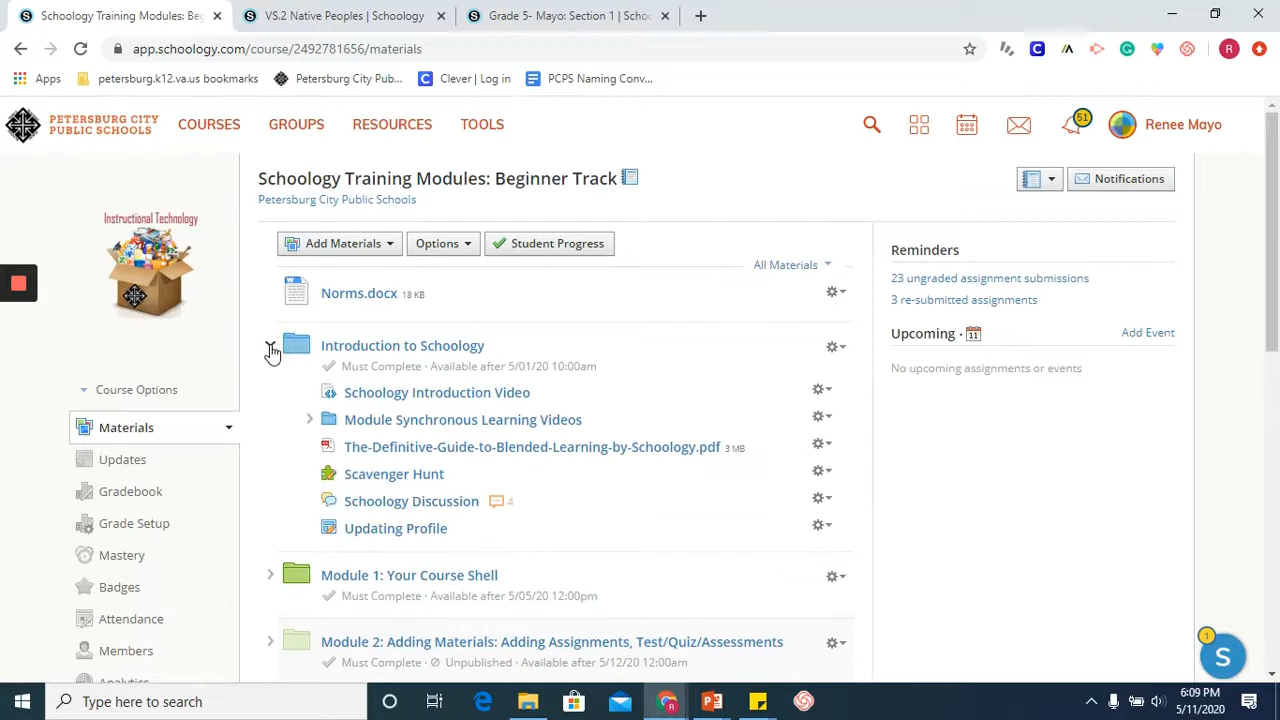 Schoology Training Modules: Be
VS.2 Native Peoples | Schoology
Grade 5- Mayo: Section 1 | Scho
app.schoology.com/course/2492781656/materials
R
Apps
petersburg.k12.va.us bookmarks
Petersburg City Pub...
Clever | Log in
PCPS Naming Conv...
PETERSBURG CITY
PUBLIC SCHOOLS
COURSES
GROUPS
RESOURCES
TOOLS
51
Renee Mayo
Schoology Training Modules: Beginner Track
Petersburg City Public Schools
Notifications
Instructional Technology
Add Materials
Options
Student Progress
All Materials
Norms.docx 18 KB
Introduction to Schoology
Must Complete · Available after 5/01/20 10:00am
Schoology Introduction Video
Module Synchronous Learning Videos
The-Definitive-Guide-to-Blended-Learning-by-Schoology.pdf 3 MB
Scavenger Hunt
Schoology Discussion 4
Updating Profile
Module 1: Your Course Shell
Must Complete · Available after 5/05/20 12:00pm
Module 2: Adding Materials: Adding Assignments, Test/Quiz/Assessments
Must Complete · Unpublished · Available after 5/12/20 12:00am
Reminders
23 ungraded assignment submissions
3 re-submitted assignments
Upcoming · 11
Add Event
No upcoming assignments or events
Course Options
Materials
Updates
Gradebook
Grade Setup
Mastery
Badges
Attendance
Members
Analytics
1
S
Type here to search
6:09 PM
5/11/2020